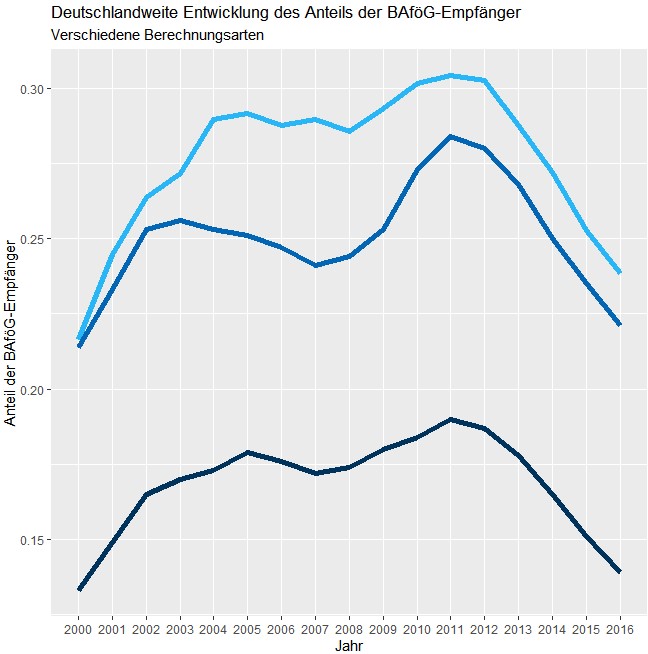 Deutschlandweite Entwicklung des Anteils der BAföG-Empfänger
Verschiedene Berechnungsarten
Anteil der BAföG-Empfänger
0.30
0.25
0.20
0.15
2000 2001 2002 2003 2004 2005 2006 2007 2008 2009 2010 2011 2012 2013 2014 2015 2016
Jahr